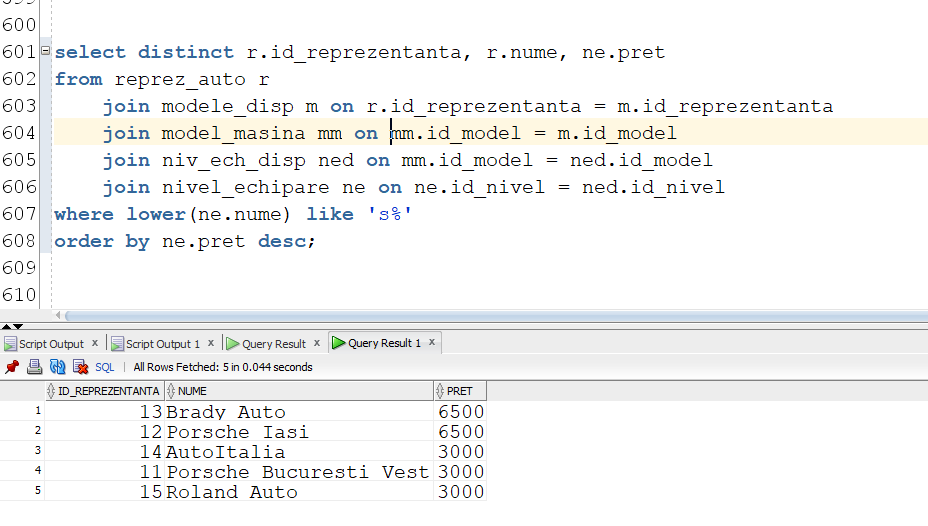 599
600
601 select distinct r.id_reprezentanta, r.nume, ne.pret
602 from reprez_auto r
603 join modele_disp m on r.id_reprezentanta = m.id_reprezentanta
604 join model_masina mm on mm.id_model = m.id_model
605 join niv_ech_disp ned on mm.id_model = ned.id_model
606 join nivel_echipare ne on ne.id_nivel = ned.id_nivel
607 where lower(ne.nume) like 's%'
608 order by ne.pret desc;
609
610
Script Output x Script Output 1 x Query Result x Query Result 1 x
SQL | All Rows Fetched: 5 in 0.044 seconds
ID_REPREZENTANTA NUME PRET
1 13 Brady Auto 6500
2 12 Porsche Iasi 6500
3 14 AutoItalia 3000
4 11 Porsche Bucuresti Vest 3000
5 15 Roland Auto 3000